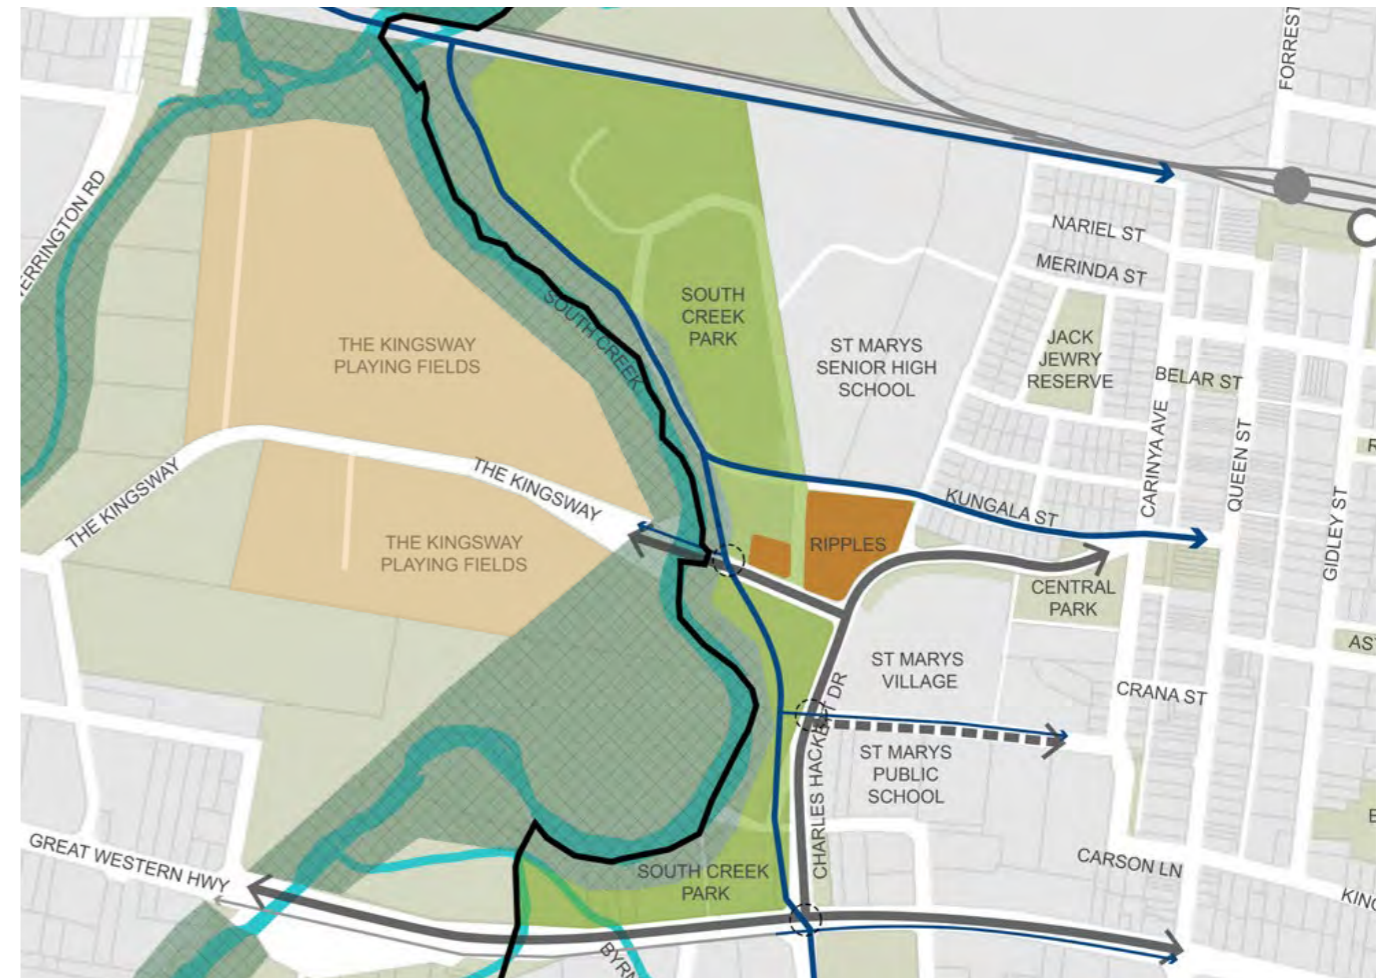 FORREST
ERRINGTON RD
NARIEL ST
MERINDA ST
SOUTH
CREEK
PARK
SOUTH CREEK
THE KINGSWAY
PLAYING FIELDS
ST MARYS
SENIOR HIGH
SCHOOL
JACK
JEWRY
RESERVE
BELAR ST
CARINYA AVE
QUEEN ST
GIDLEY ST
R
THE KINGSWAY
THE KINGSWAY
KUNGALA ST
THE KINGSWAY
PLAYING FIELDS
RIPPLES
CENTRAL
PARK
AST
ST MARYS
VILLAGE
CRANA ST
CHARLES HACKETT DR
ST MARYS
PUBLIC
SCHOOL
E
GREAT WESTERN HWY
SOUTH CREEK
PARK
CARSON LN
KING
BYRN